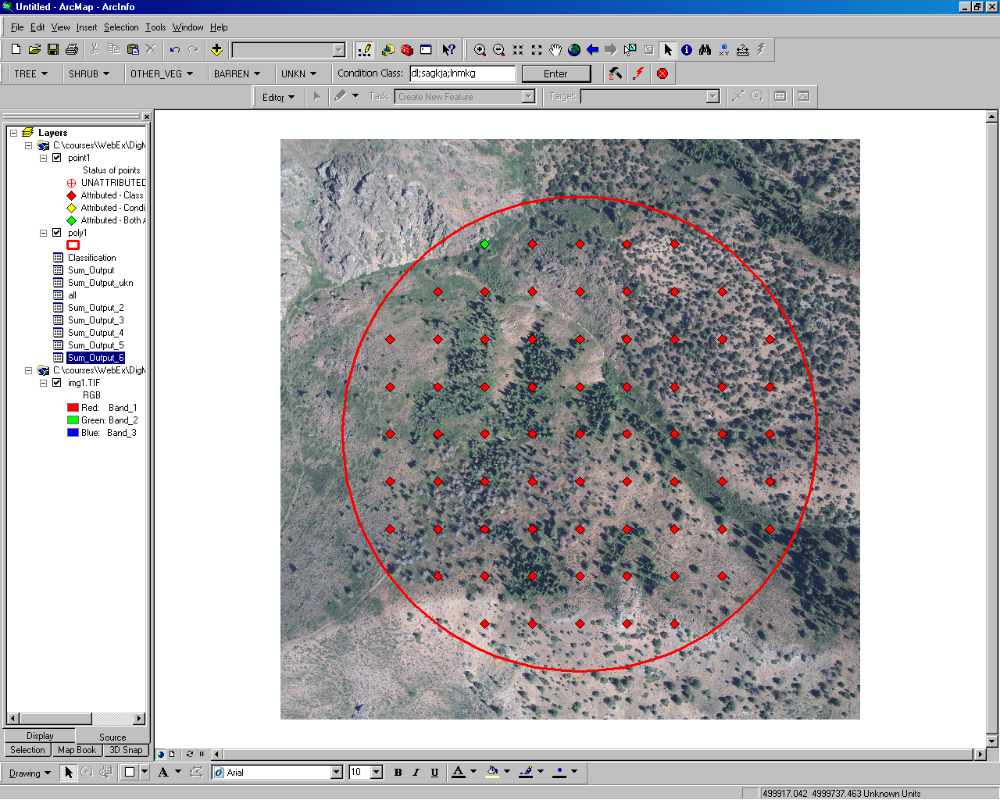 Untitled - ArcMap - ArcInfo
File Edit View Insert Selection Tools Window Help
TREE SHRUB OTHER_VEG BARREN UNKN Condition Class: dl;sagkja;lnmkg Enter
Editor Task: Create New Feature Target:
Layers
C:\courses\WebEx\Dig
point1
Status of points
UNATTRIBUTED
Attributed - Class
Attributed - Condi
Attributed - Both
poly1
Classification
Sum_Output
Sum_Output_ukn
all
Sum_Output_2
Sum_Output_3
Sum_Output_4
Sum_Output_5
Sum_Output_6
C:\courses\WebEx\Dig
img1.TIF
RGB
Red: Band_1
Green: Band_2
Blue: Band_3
Display Source
Selection Map Book 3D Snap
Drawing A Arial 10 B I U A
499917.042 4999737.463 Unknown Units